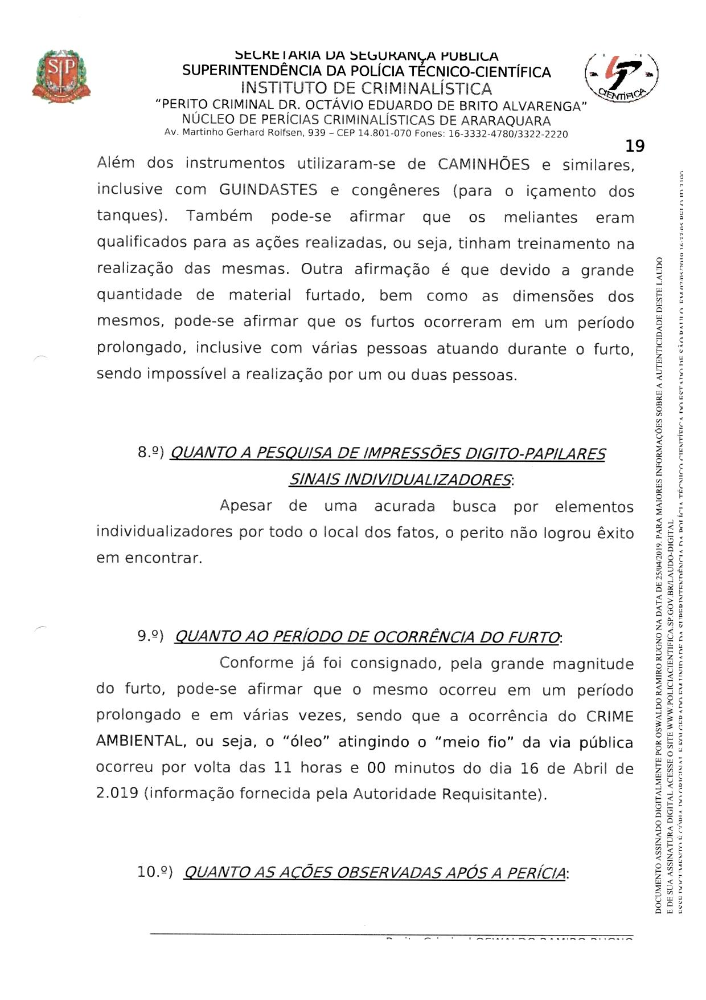 SECRETARIA DA SEGURANÇA PÚBLICA
SUPERINTENDÊNCIA DA POLÍCIA TÉCNICO-CIENTÍFICA
INSTITUTO DE CRIMINALÍSTICA
“PERITO CRIMINAL DR. OCTÁVIO EDUARDO DE BRITO ALVARENGA”
NÚCLEO DE PERÍCIAS CRIMINALÍSTICAS DE ARARAQUARA
Av. Martinho Gerhard Rolfsen, 939 – CEP 14.801-070 Fones: 16-3332-4780/3322-2220
SP
CIENTÍFICA
19
Além dos instrumentos utilizaram-se de CAMINHÕES e similares,
inclusive com GUINDASTES e congêneres (para o içamento dos
tanques). Também pode-se afirmar que os meliantes eram
qualificados para as ações realizadas, ou seja, tinham treinamento na
realização das mesmas. Outra afirmação é que devido a grande
quantidade de material furtado, bem como as dimensões dos
mesmos, pode-se afirmar que os furtos ocorreram em um período
prolongado, inclusive com várias pessoas atuando durante o furto,
sendo impossível a realização por um ou duas pessoas.
8.º) QUANTO A PESQUISA DE IMPRESSÕES DIGITO-PAPILARES
SINAIS INDIVIDUALIZADORES:
Apesar de uma acurada busca por elementos
individualizadores por todo o local dos fatos, o perito não logrou êxito
em encontrar.
9.º) QUANTO AO PERÍODO DE OCORRÊNCIA DO FURTO:
Conforme já foi consignado, pela grande magnitude
do furto, pode-se afirmar que o mesmo ocorreu em um período
prolongado e em várias vezes, sendo que a ocorrência do CRIME
AMBIENTAL, ou seja, o “óleo” atingindo o “meio fio” da via pública
ocorreu por volta das 11 horas e 00 minutos do dia 16 de Abril de
2.019 (informação fornecida pela Autoridade Requisitante).
10.º) QUANTO AS AÇÕES OBSERVADAS APÓS A PERÍCIA:
Perito Criminal OSWALDO RAMIRO RUGNO
DOCUMENTO ASSINADO DIGITALMENTE POR OSWALDO RAMIRO RUGNO NA DATA DE 25/04/2019. PARA MAIORES INFORMAÇÕES SOBRE A AUTENTICIDADE DESTE LAUDO
E DE SUA ASSINATURA DIGITAL ACESSE O SITE WWW.POLICIACIENTIFICA.SP.GOV.BR/LAUDO-DIGITAL
ESSE DOCUMENTO É CÓPIA DO ORIGINAL E FOI GERADO EM UNIDADE DA SUPERINTENDÊNCIA DA POLÍCIA TÉCNICO CIENTÍFICA DO ESTADO DE SÃO PAULO, EM 07/05/2019 16:33:05 PELO ID